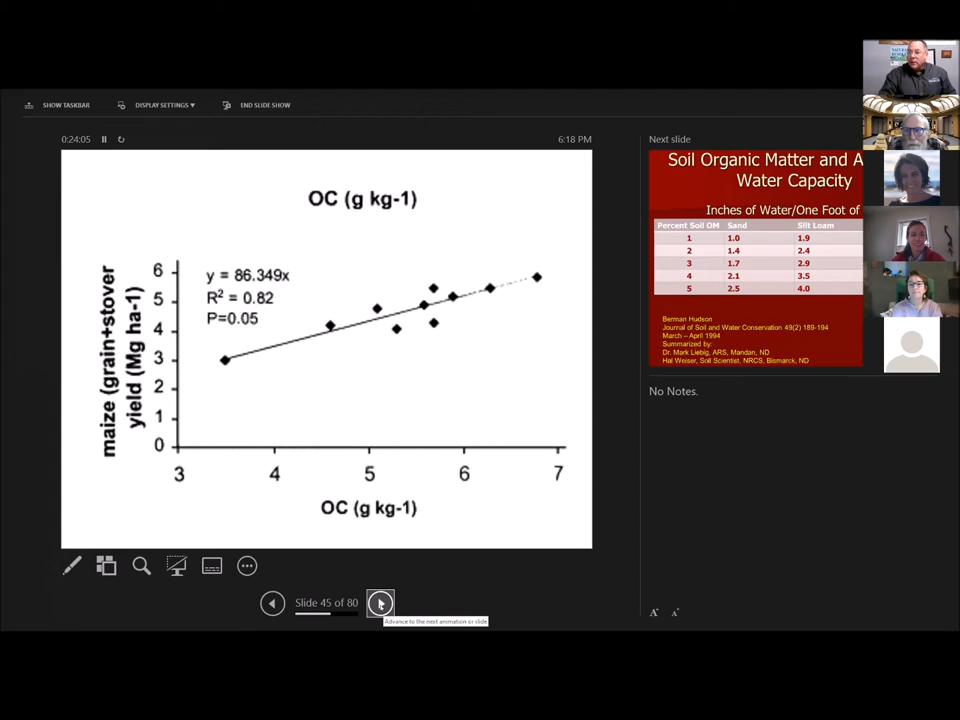 SHOW TASKBAR
DISPLAY SETTINGS ▼
END SLIDE SHOW
0:24:05
6:18 PM
OC (g kg-1)
y = 86.349x
R² = 0.82
P=0.05
maize (grain+stover
yield (Mg ha-1)
6
5
4
3
2
1
0
3 4 5 6 7
OC (g kg-1)
Slide 45 of 80
Advance to the next animation or slide
Next slide
Soil Organic Matter and A
Water Capacity
Inches of Water/One Foot of
Percent Soil OM Sand Silt Loam
1 1.0 1.9
2 1.4 2.4
3 1.7 2.9
4 2.1 3.5
5 2.5 4.0
Berman Hudson
Journal of Soil and Water Conservation 49(2) 189-194
March – April 1994
Summarized by:
Dr. Mark Liebig, ARS, Mandan, ND
Hal Weiser, Soil Scientist, NRCS, Bismarck, ND
No Notes.
A A